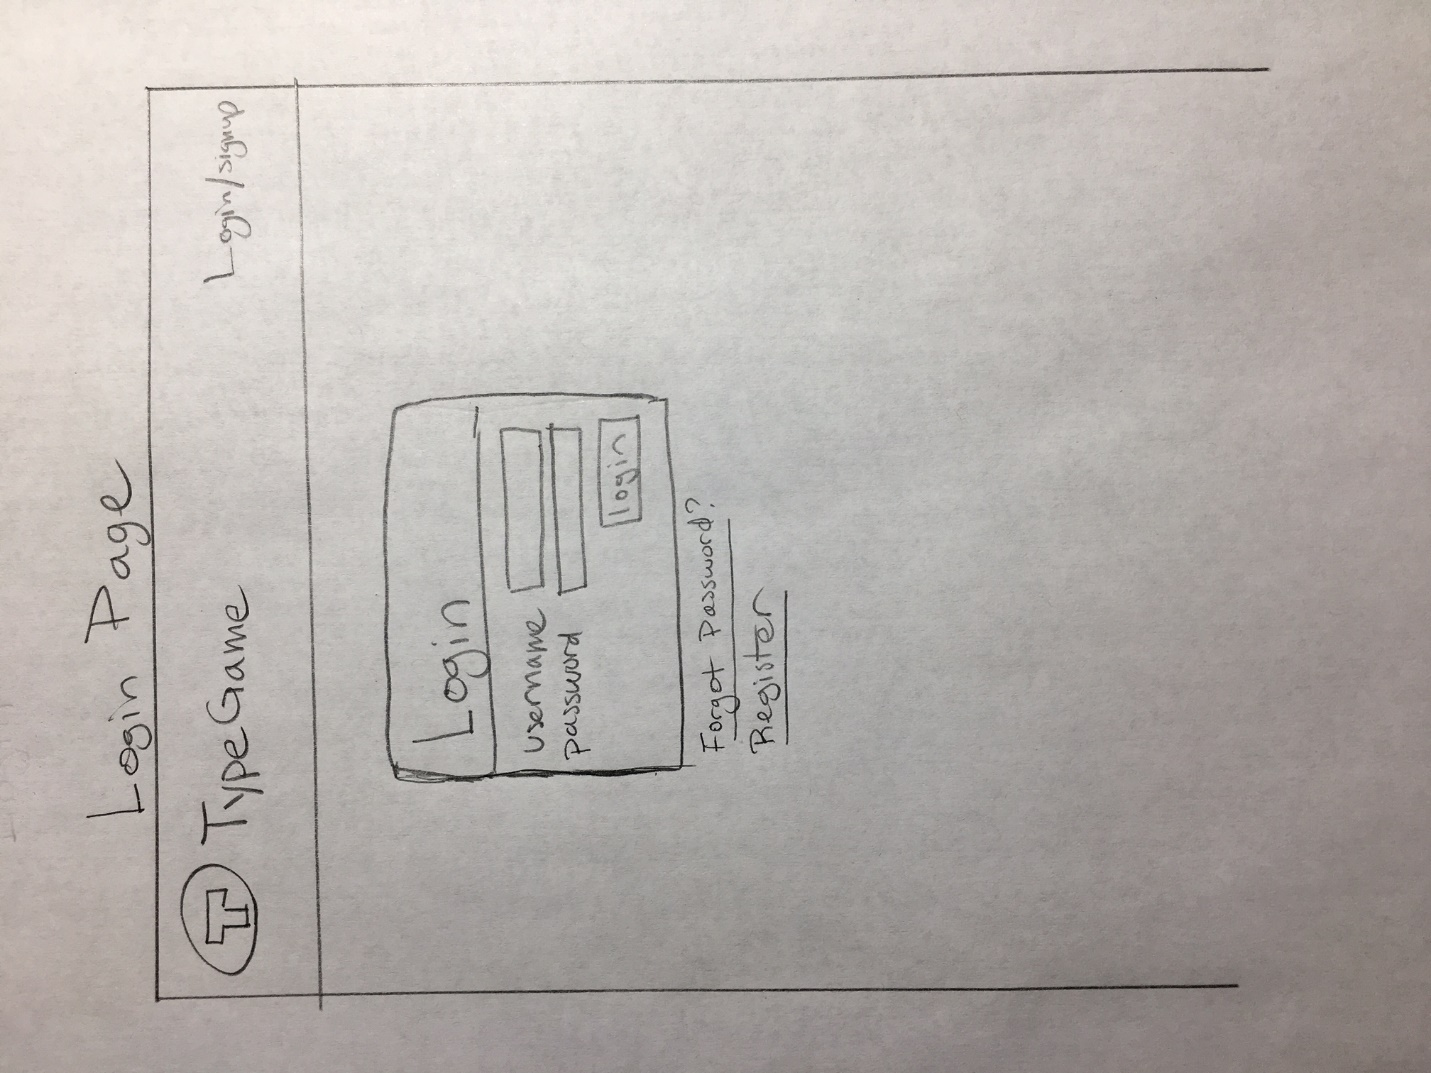 Login Page
T TypeGame Login/signup
Login
username
password
login
Forgot Password?
Register